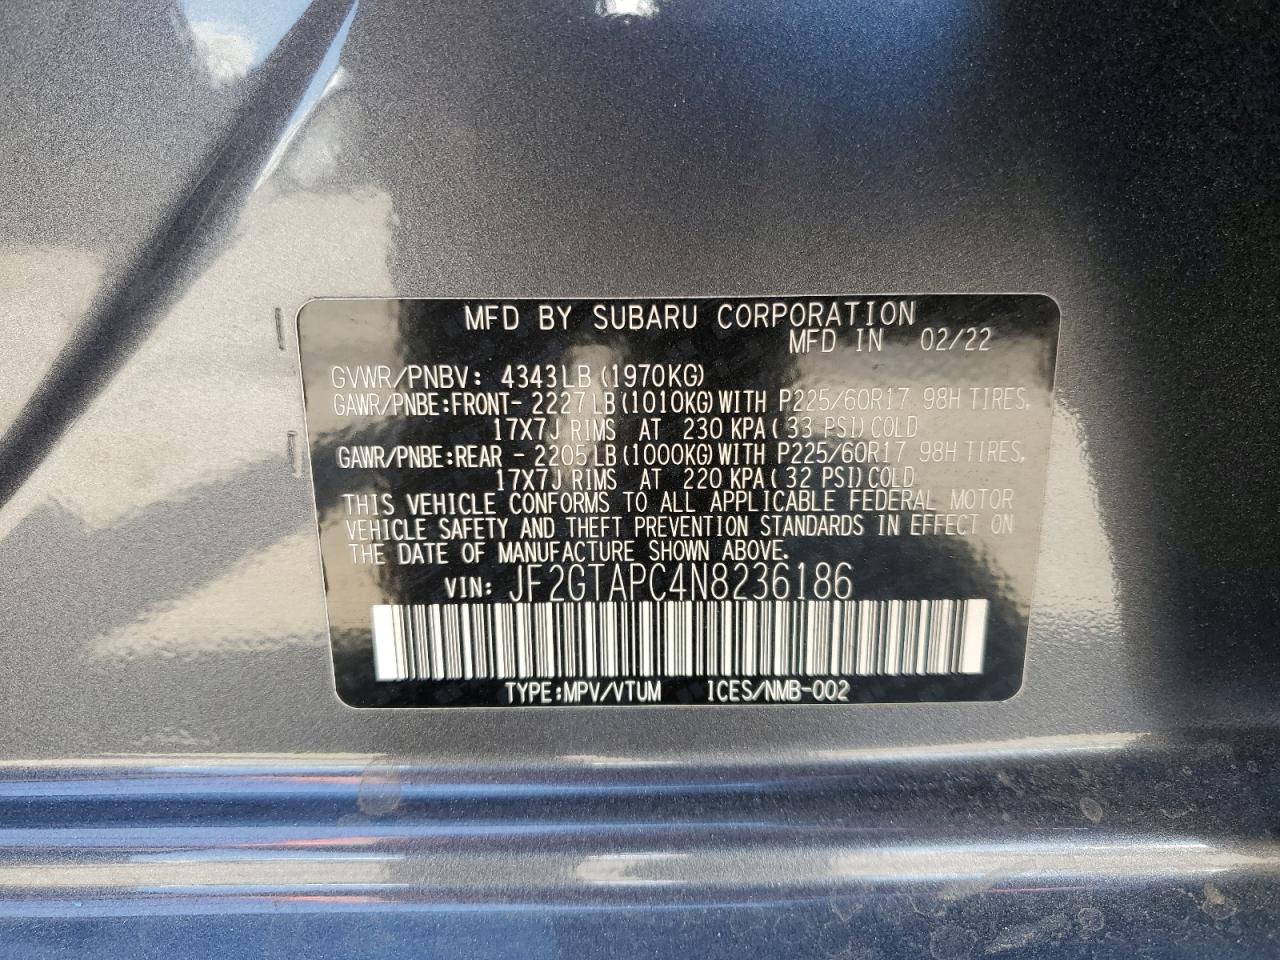 MFD BY SUBARU CORPORATION
MFD IN 02/22
GVWR/PNBV: 4343LB(1970KG)
GAWR/PNBE:FRONT- 2227LB(1010KG)WITH P225/60R17 98H TIRES,
17X7J RIMS AT 230 KPA(33 PSI)COLD
GAWR/PNBE:REAR - 2205LB(1000KG)WITH P225/60R17 98H TIRES,
17X7J RIMS AT 220 KPA(32 PSI)COLD
THIS VEHICLE CONFORMS TO ALL APPLICABLE FEDERAL MOTOR
VEHICLE SAFETY AND THEFT PREVENTION STANDARDS IN EFFECT ON
THE DATE OF MANUFACTURE SHOWN ABOVE.
VIN: JF2GTAPC4N8236186
TYPE:MPV/VTUM ICES/NMB-002